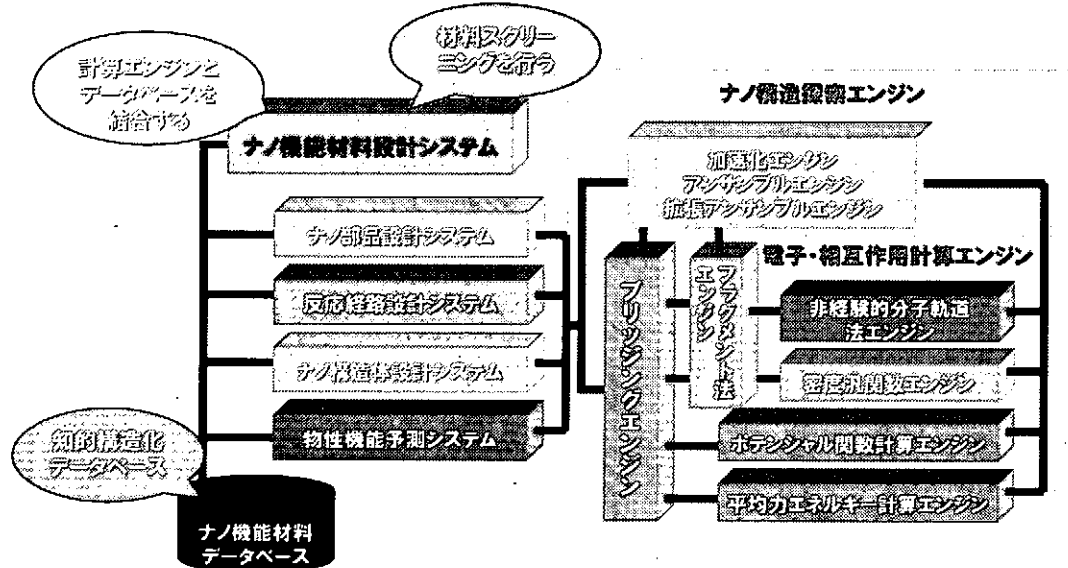 計算エンジンと
データベースを
結合する
材料スクリー
ニングを行う
ナノ機能材料設計システム
ナノ部品設計システム
反応経路設計システム
ナノ構造体設計システム
物性機能予測システム
知的構造化
データベース
ナノ機能材料
データベース
ナノ構造探索エンジン
加速化エンジン
アンサンブルエンジン
拡張アンサンブルエンジン
電子・相互作用計算エンジン
ブリッジングエンジン
フラグメント法
エンジン
非経験的分子軌道
法エンジン
密度汎関数エンジン
ポテンシャル関数計算エンジン
平均力エネルギー計算エンジン